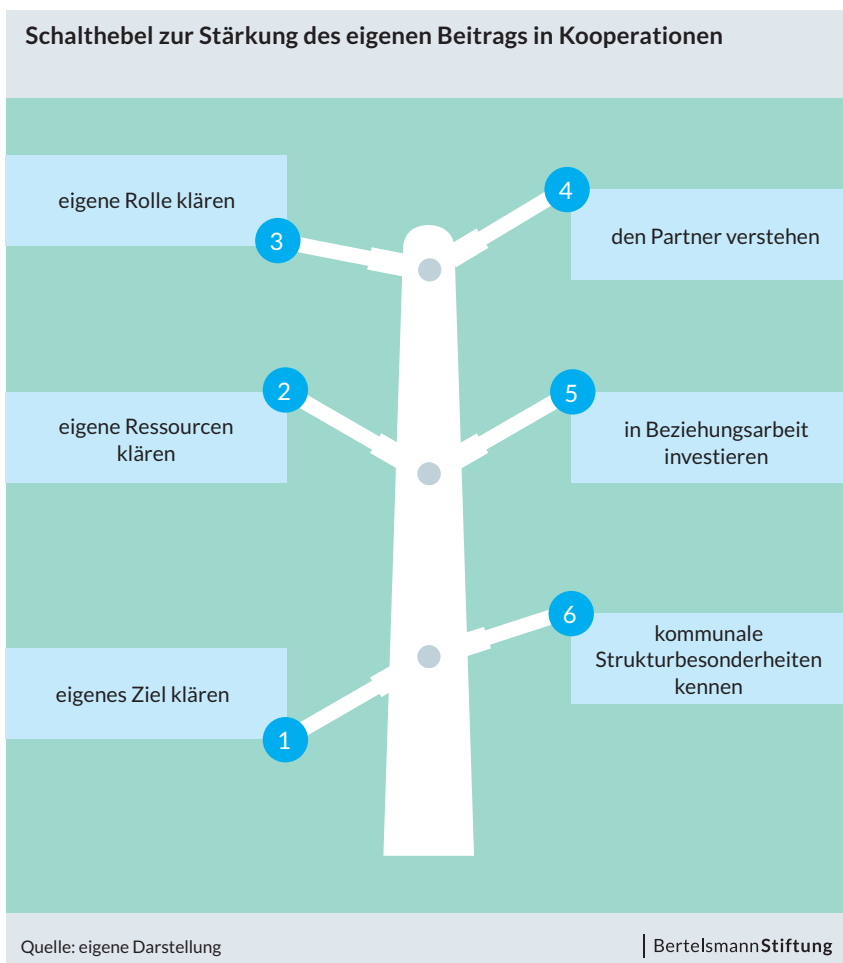 Schalthebel zur Stärkung des eigenen Beitrags in Kooperationen
eigene Rolle klären
3
4
den Partner verstehen
2
eigene Ressourcen
klären
5
in Beziehungsarbeit
investieren
eigenes Ziel klären
1
6
kommunale
Strukturbesonderheiten
kennen
Quelle: eigene Darstellung
BertelsmannStiftung